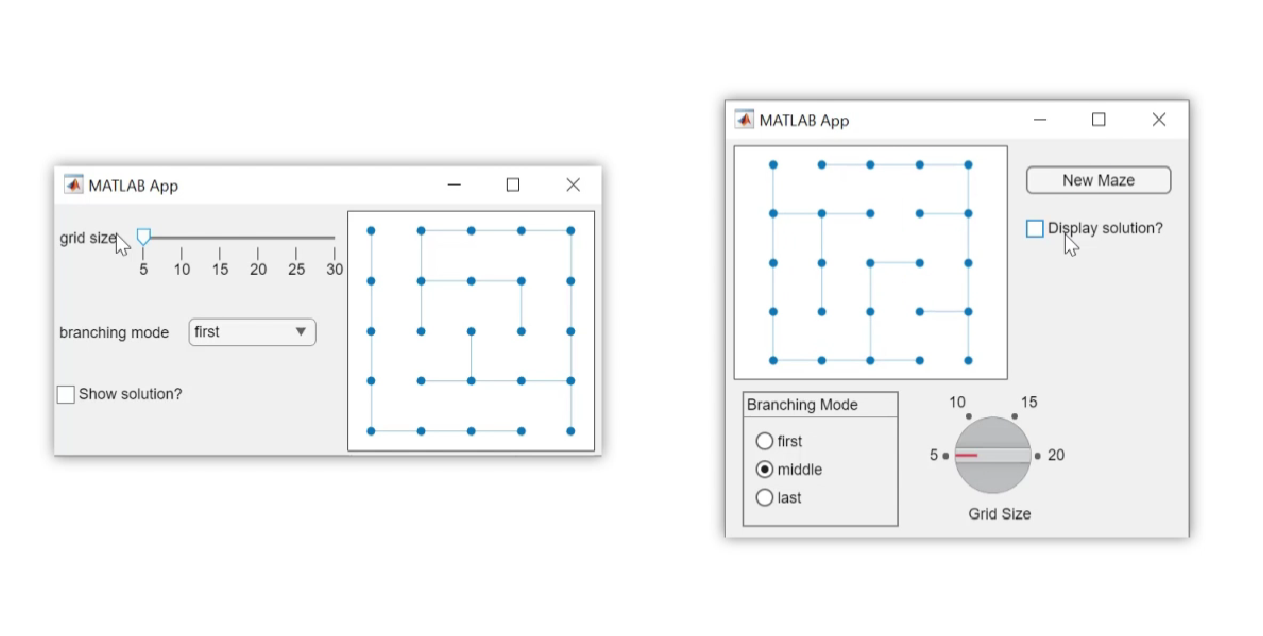 MATLAB App
grid size
5 10 15 20 25 30
branching mode first
Show solution?
MATLAB App
New Maze
Display solution?
Branching Mode
first
middle
last
10 15
5 20
Grid Size